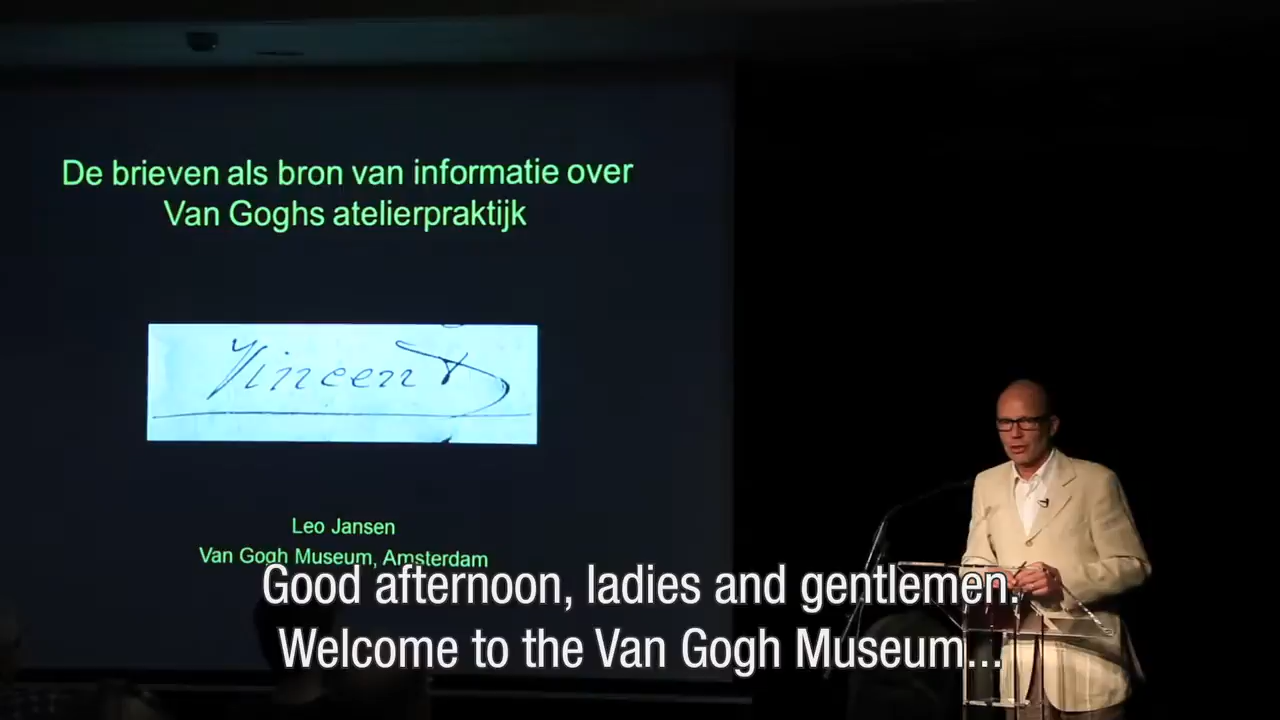 De brieven als bron van informatie over
Van Goghs atelierpraktijk
Vincent
Leo Jansen
Van Gogh Museum, Amsterdam
Good afternoon, ladies and gentlemen.
Welcome to the Van Gogh Museum...